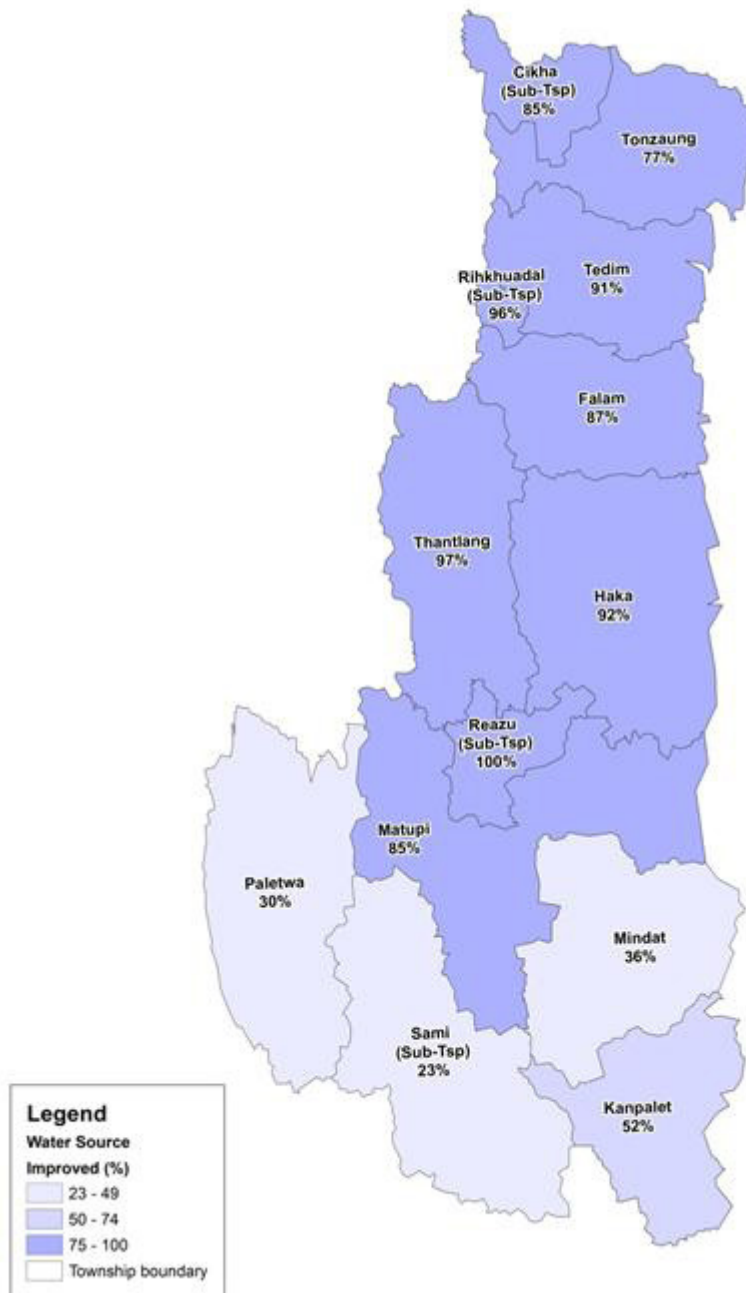 Cikha
(Sub-Tsp)
85%
Tonzaung
77%
Rihkhuadal
(Sub-Tsp)
96%
Tedim
91%
Falam
87%
Thantlang
97%
Haka
92%
Reazu
(Sub-Tsp)
100%
Matupi
85%
Paletwa
30%
Mindat
36%
Sami
(Sub-Tsp)
23%
Kanpalet
52%
Legend
Water Source
Improved (%)
23 - 49
50 - 74
75 - 100
Township boundary